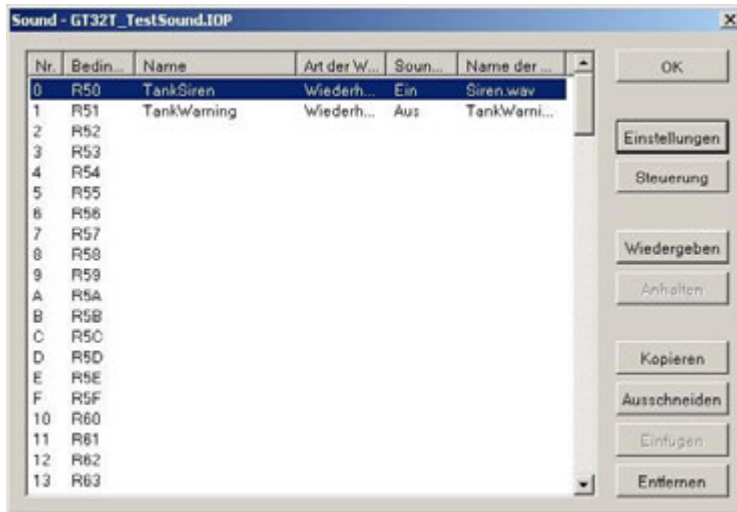 Sound - GT32T_TestSound.IOP
Nr. Bedin... Name Art der W... Soun... Name der ...
0 R50 TankSiren Wiederh... Ein Siren.wav
1 R51 TankWarning Wiederh... Aus TankWarni...
2 R52
3 R53
4 R54
5 R55
6 R56
7 R57
8 R58
9 R59
A R5A
B R5B
C R5C
D R5D
E R5E
F R5F
10 R60
11 R61
12 R62
13 R63
OK
Einstellungen
Steuerung
Wiedergeben
Anhalten
Kopieren
Ausschneiden
Einfügen
Entfernen